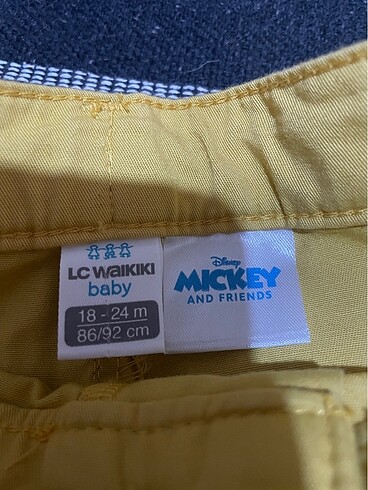 LC WAIKIKI
baby
18 - 24 m
86/92 cm
Disney
MICKEY
AND FRIENDS